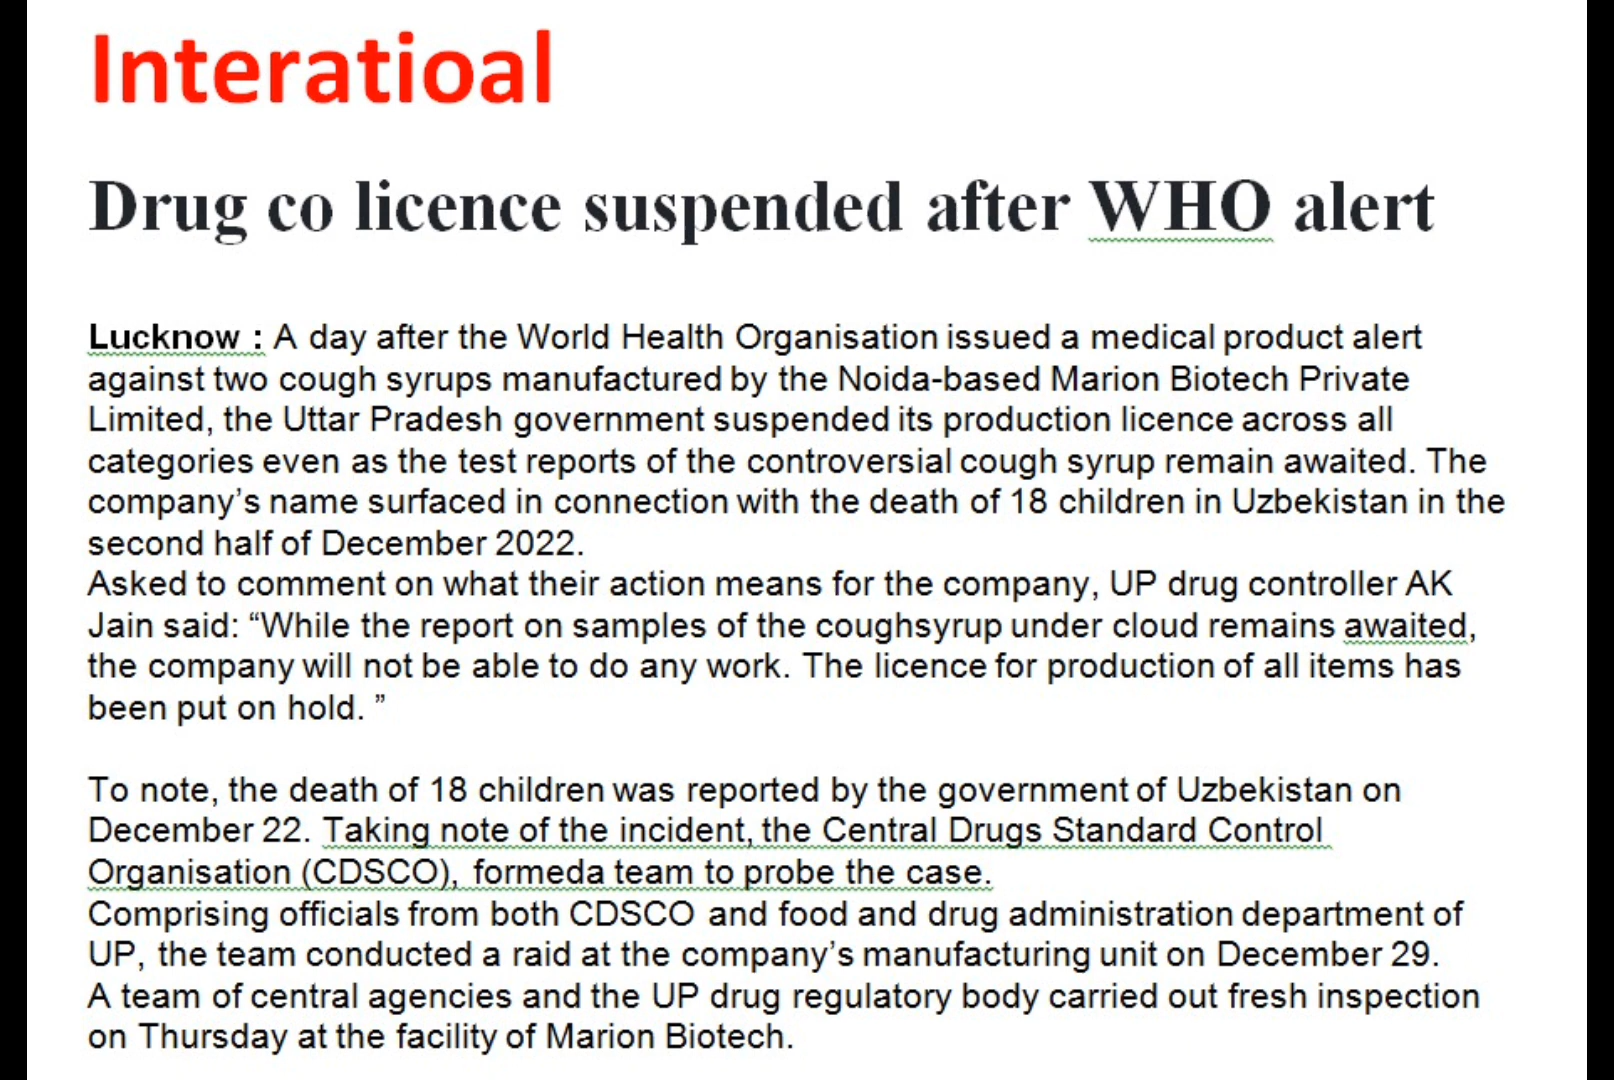 Interatioal
Drug co licence suspended after WHO alert
Lucknow : A day after the World Health Organisation issued a medical product alert
against two cough syrups manufactured by the Noida-based Marion Biotech Private
Limited, the Uttar Pradesh government suspended its production licence across all
categories even as the test reports of the controversial cough syrup remain awaited. The
company’s name surfaced in connection with the death of 18 children in Uzbekistan in the
second half of December 2022.
Asked to comment on what their action means for the company, UP drug controller AK
Jain said: “While the report on samples of the coughsyrup under cloud remains awaited,
the company will not be able to do any work. The licence for production of all items has
been put on hold. ”
To note, the death of 18 children was reported by the government of Uzbekistan on
December 22. Taking note of the incident, the Central Drugs Standard Control
Organisation (CDSCO), formeda team to probe the case.
Comprising officials from both CDSCO and food and drug administration department of
UP, the team conducted a raid at the company’s manufacturing unit on December 29.
A team of central agencies and the UP drug regulatory body carried out fresh inspection
on Thursday at the facility of Marion Biotech.